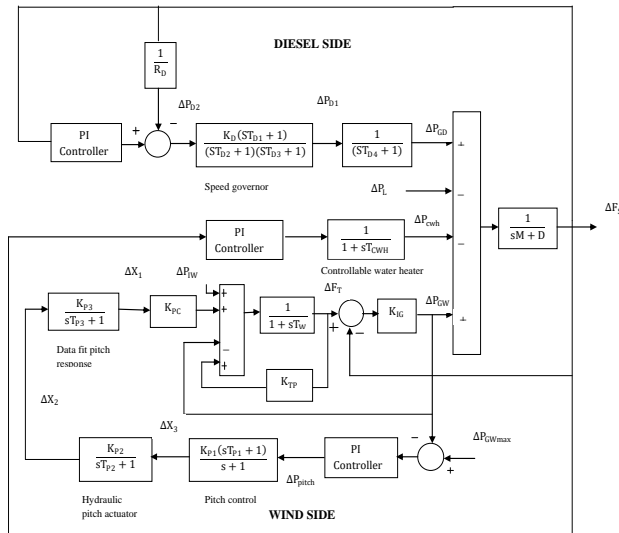 DIESEL SIDE
1
R_D
ΔP_D2
ΔP_D1
+
−
PI
Controller
K_D(ST_D1 + 1)
(ST_D2 + 1)(ST_D3 + 1)
1
(ST_D4 + 1)
ΔP_GD
+
Speed governor
ΔP_L
−
PI
Controller
1
1 + sT_CWH
ΔP_cwh
−
Controllable water heater
1
sM + D
ΔX_1
ΔP_IW
ΔF_T
ΔP_GW
K_P3
sT_P3 + 1
K_PC
+
+
−
+
1
1 + sT_W
+
−
K_IG
+
Data fit pitch
response
K_TP
ΔX_2
ΔX_3
K_P2
sT_P2 + 1
K_P1(sT_P1 + 1)
s + 1
ΔP_pitch
PI
Controller
−
+
ΔP_GWmax
Hydraulic
pitch actuator
Pitch control
WIND SIDE